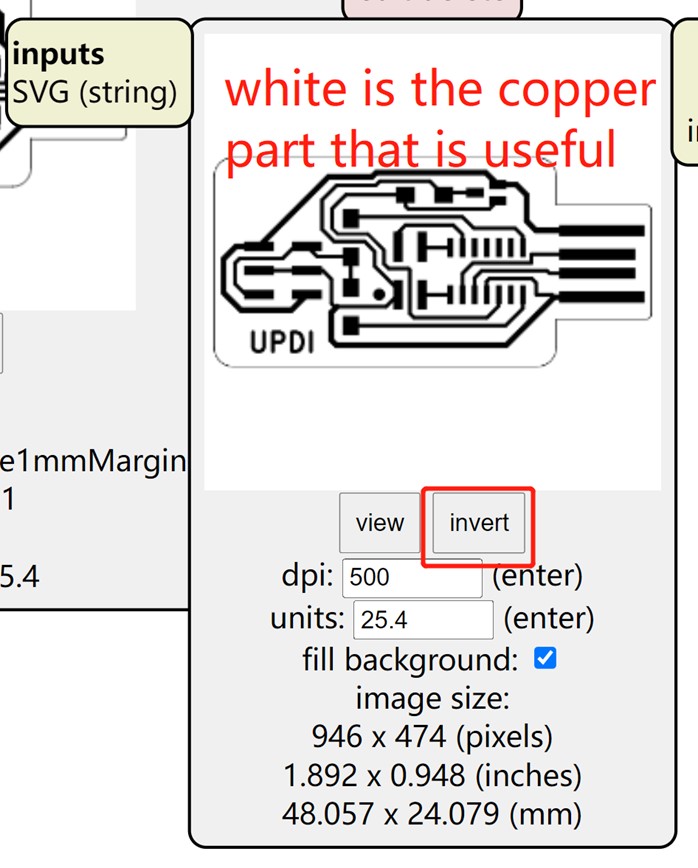 inputs
SVG (string)
white is the copper
part that is useful
UPDI
e1mmMargin
1
5.4
view
invert
dpi: 500 (enter)
units: 25.4 (enter)
fill background:
image size:
946 x 474 (pixels)
1.892 x 0.948 (inches)
48.057 x 24.079 (mm)